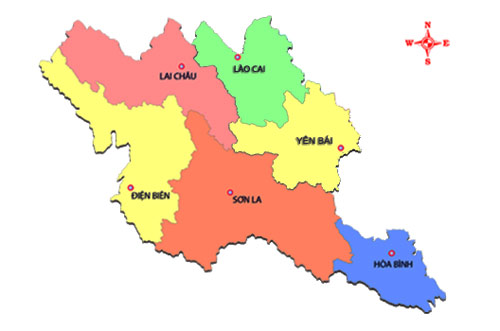 N
W E
S
LAI CHÂU
LÀO CAI
YÊN BÁI
ĐIỆN BIÊN
SƠN LA
HÒA BÌNH